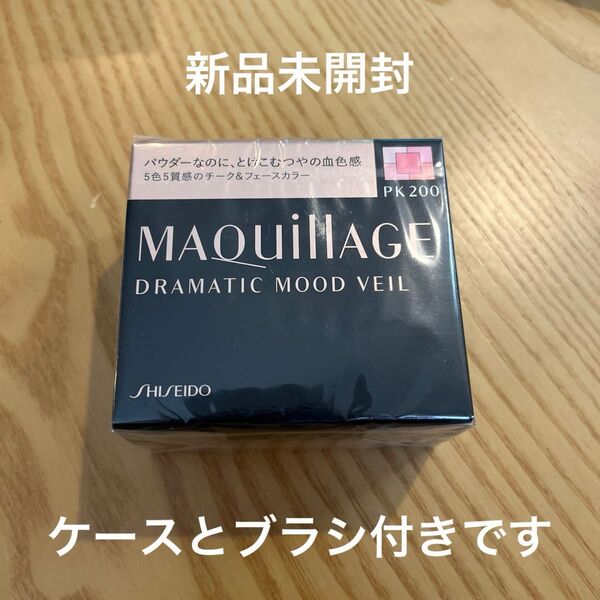 新品未開封
パウダーなのに、とけこむつやの血色感
5色5質感のチーク&フェースカラー
PK200
MAQuillAGE
DRAMATIC MOOD VEIL
SHISEIDO
ケースとブラシ付きです